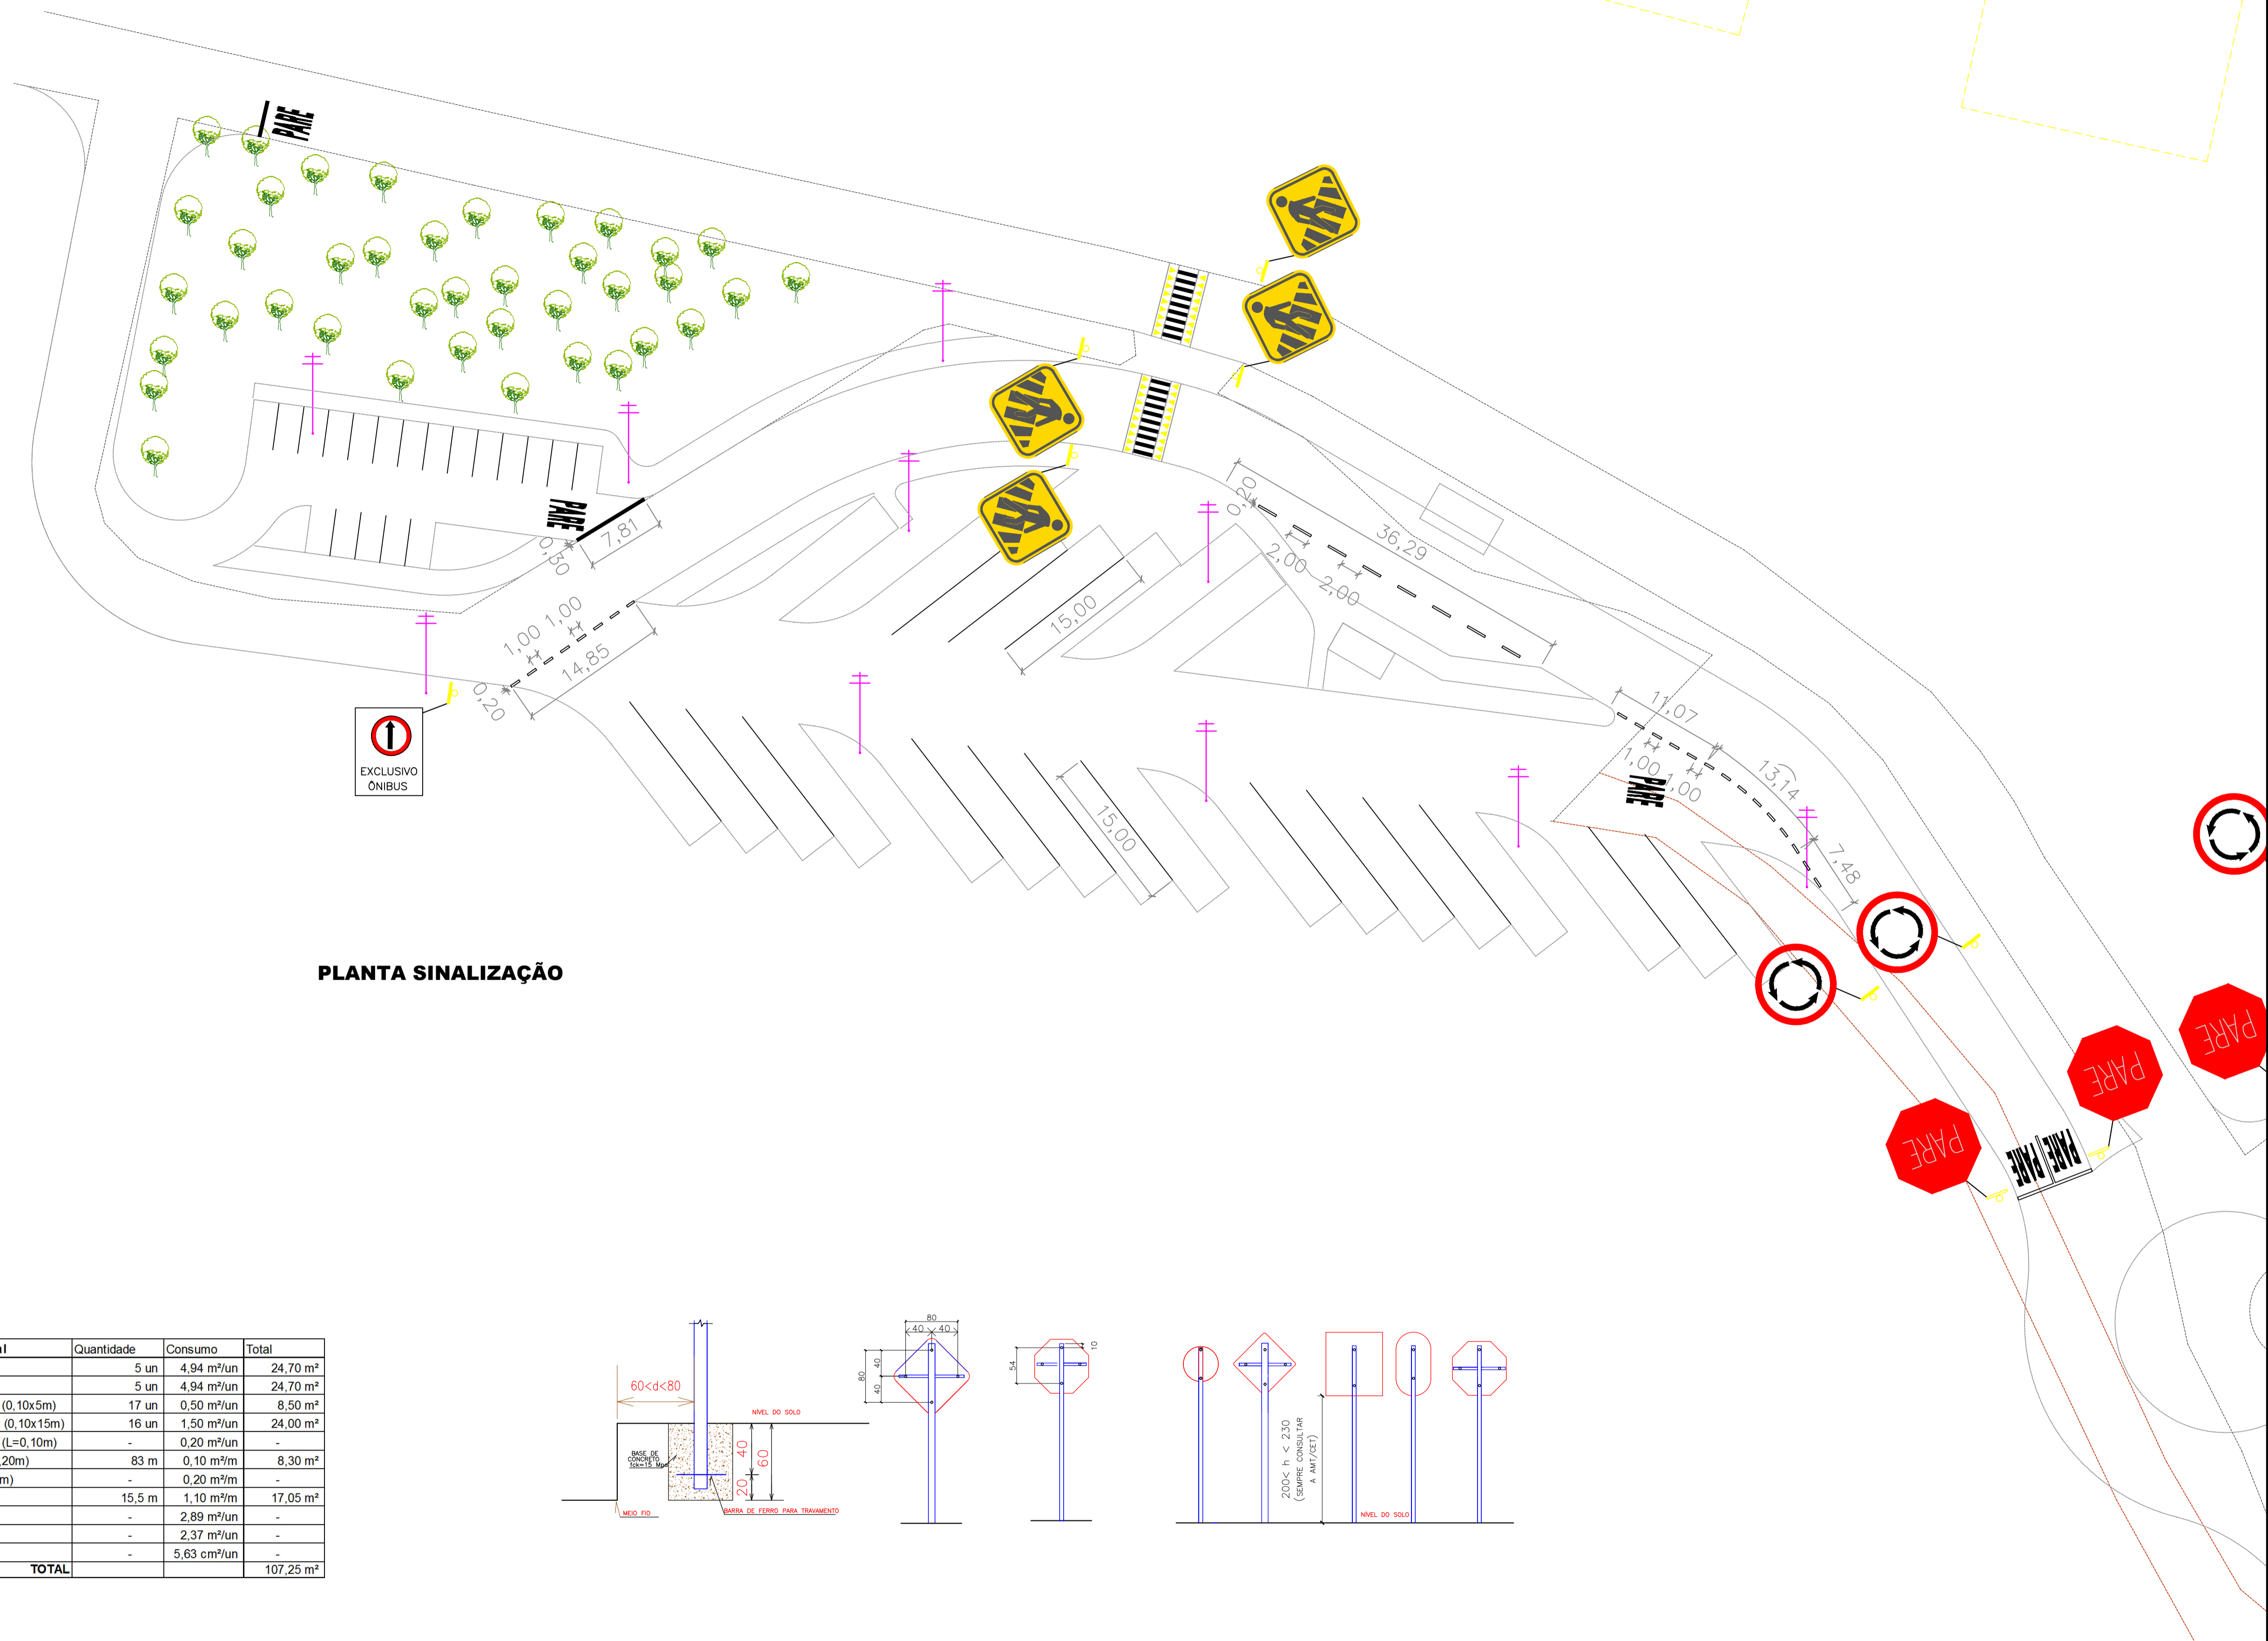 PARE
PARE
7,81
0,30
1,00 1,00
14,85
0,20
EXCLUSIVO
ÔNIBUS
0,20
36,29
2,00 2,00
15,00
11,07
1,00 1,00
13,14
7,48
PARE
15,00
PLANTA SINALIZAÇÃO
PARE
PARE
PARE
PARE PARE
l Quantidade Consumo Total
5 un 4,94 m²/un 24,70 m²
5 un 4,94 m²/un 24,70 m²
(0,10x5m) 17 un 0,50 m²/un 8,50 m²
(0,10x15m) 16 un 1,50 m²/un 24,00 m²
(L=0,10m) - 0,20 m²/un -
,20m) 83 m 0,10 m²/m 8,30 m²
m) - 0,20 m²/m -
15,5 m 1,10 m²/m 17,05 m²
- 2,89 m²/un -
- 2,37 m²/un -
- 5,63 cm²/un -
TOTAL 107,25 m²
60<d<80
NÍVEL DO SOLO
BASE DE
CONCRETO
fck=15 Mpa
40
20
60
MEIO FIO
BARRA DE FERRO PARA TRAVAMENTO
80
40 40
80
40
40
54
10
200< h < 230
(SEMPRE CONSULTAR
A AMT/CET)
NÍVEL DO SOLO